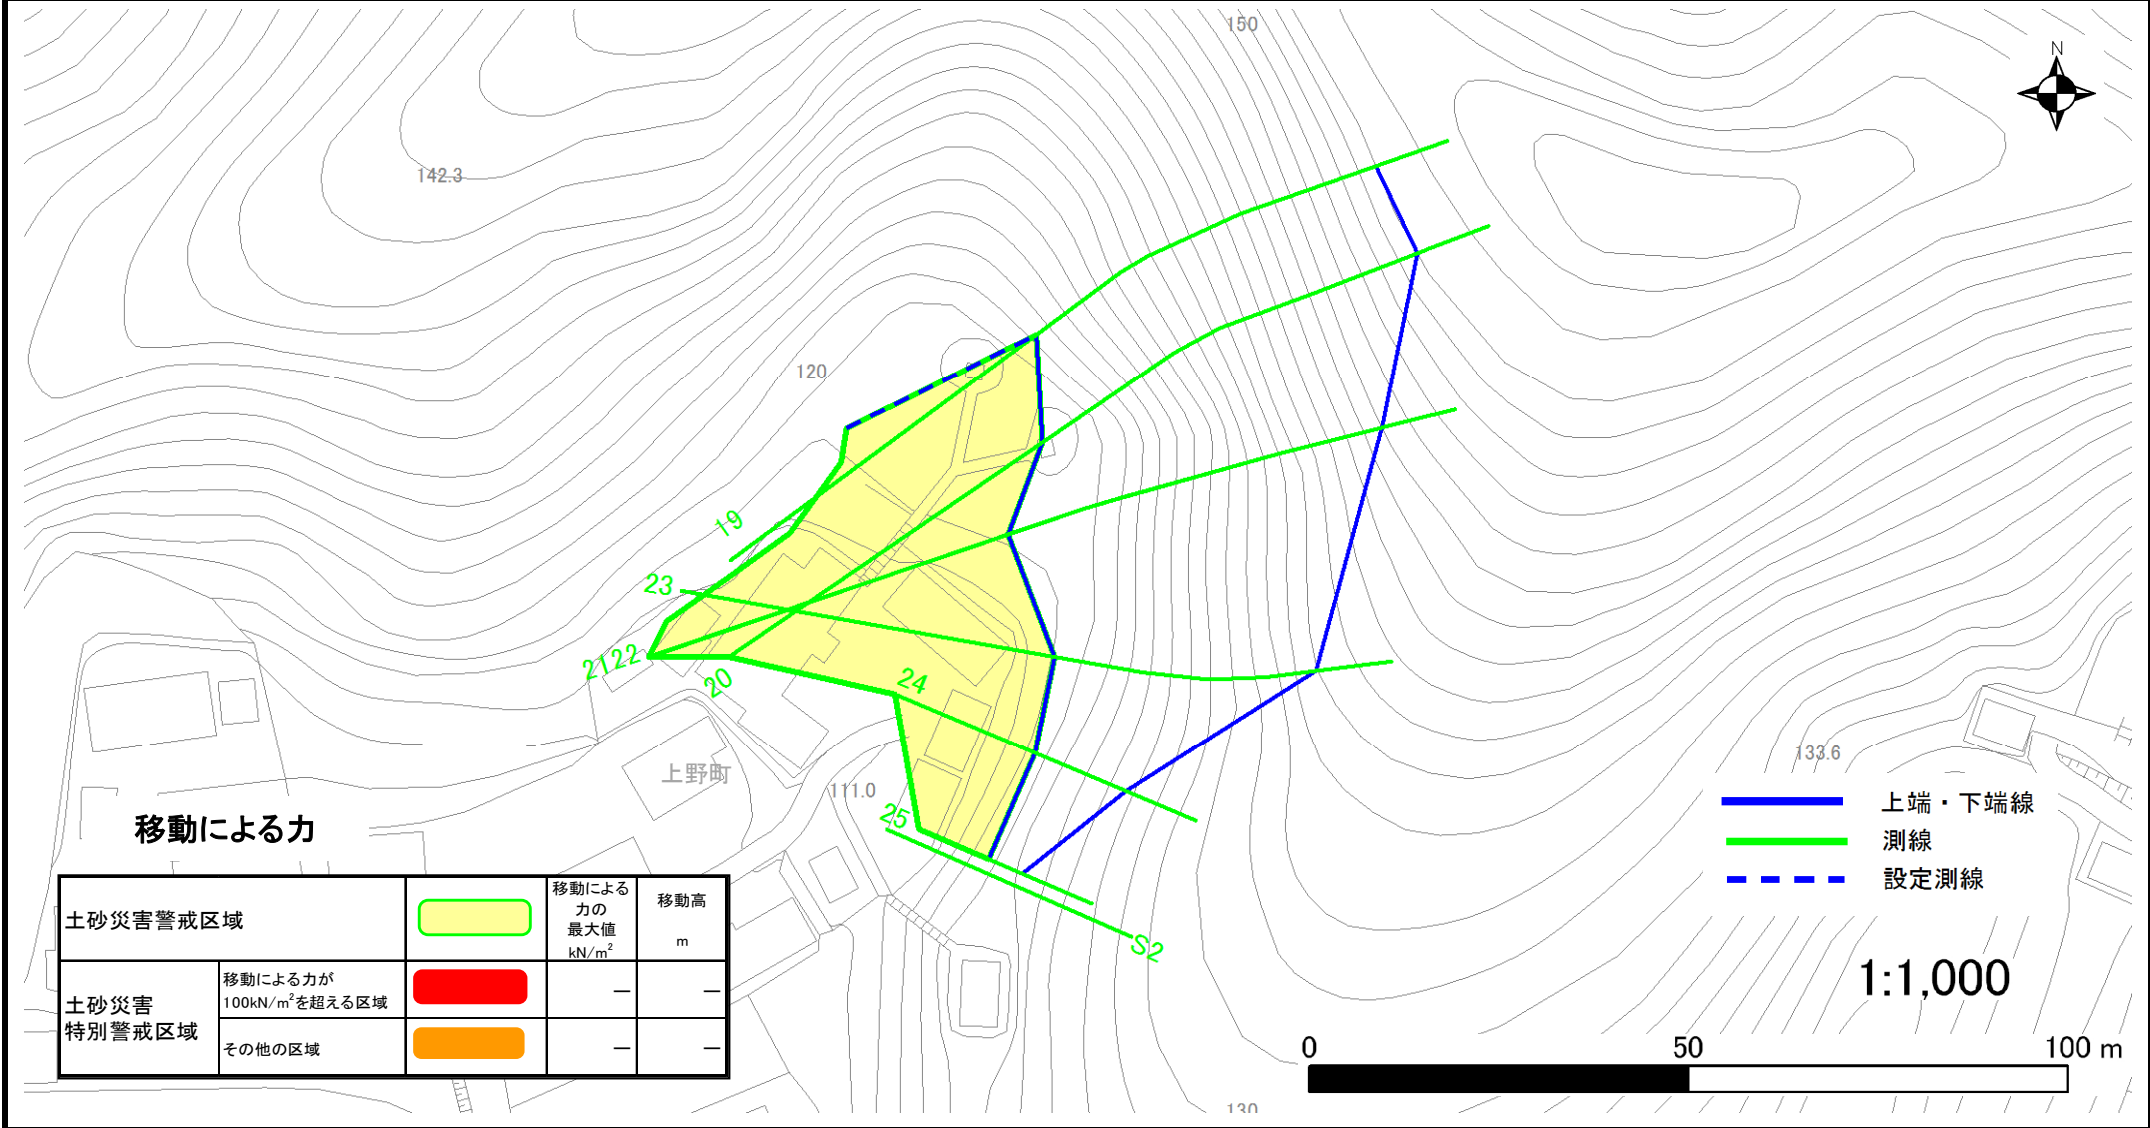 150
N
142.3
120
19
23
2122
20
24
上野町
111.0
25
S2
133.6
130
上端・下端線
測線
設定測線
1:1,000
0 50 100 m
移動による力
土砂災害警戒区域
移動による
力の
最大値
kN/m²
移動高
m
土砂災害
特別警戒区域
移動による力が
100kN/m²を超える区域
― ―
その他の区域
― ―